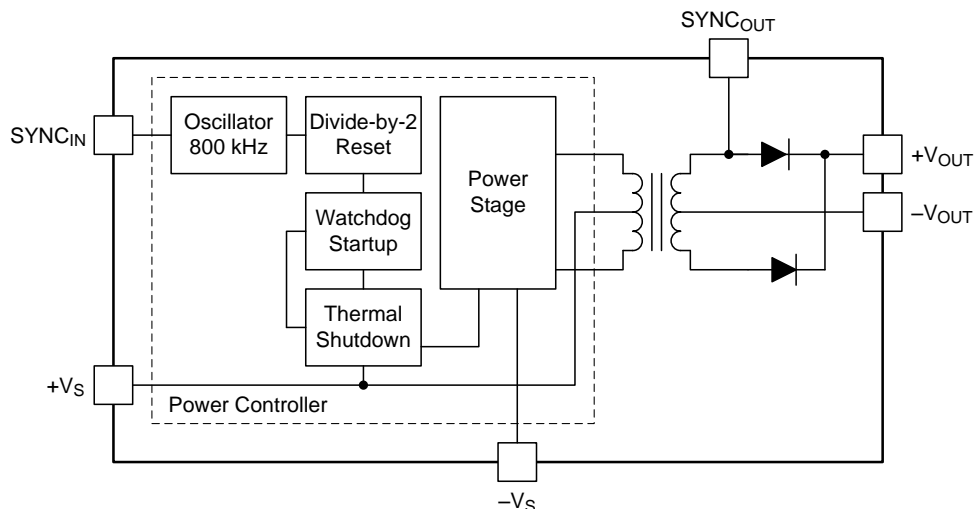 SYNCOUT
SYNCIN
Oscillator
800 kHz
Divide-by-2
Reset
Power
Stage
+VOUT
–VOUT
Watchdog
Startup
Thermal
Shutdown
+VS
Power Controller
–VS